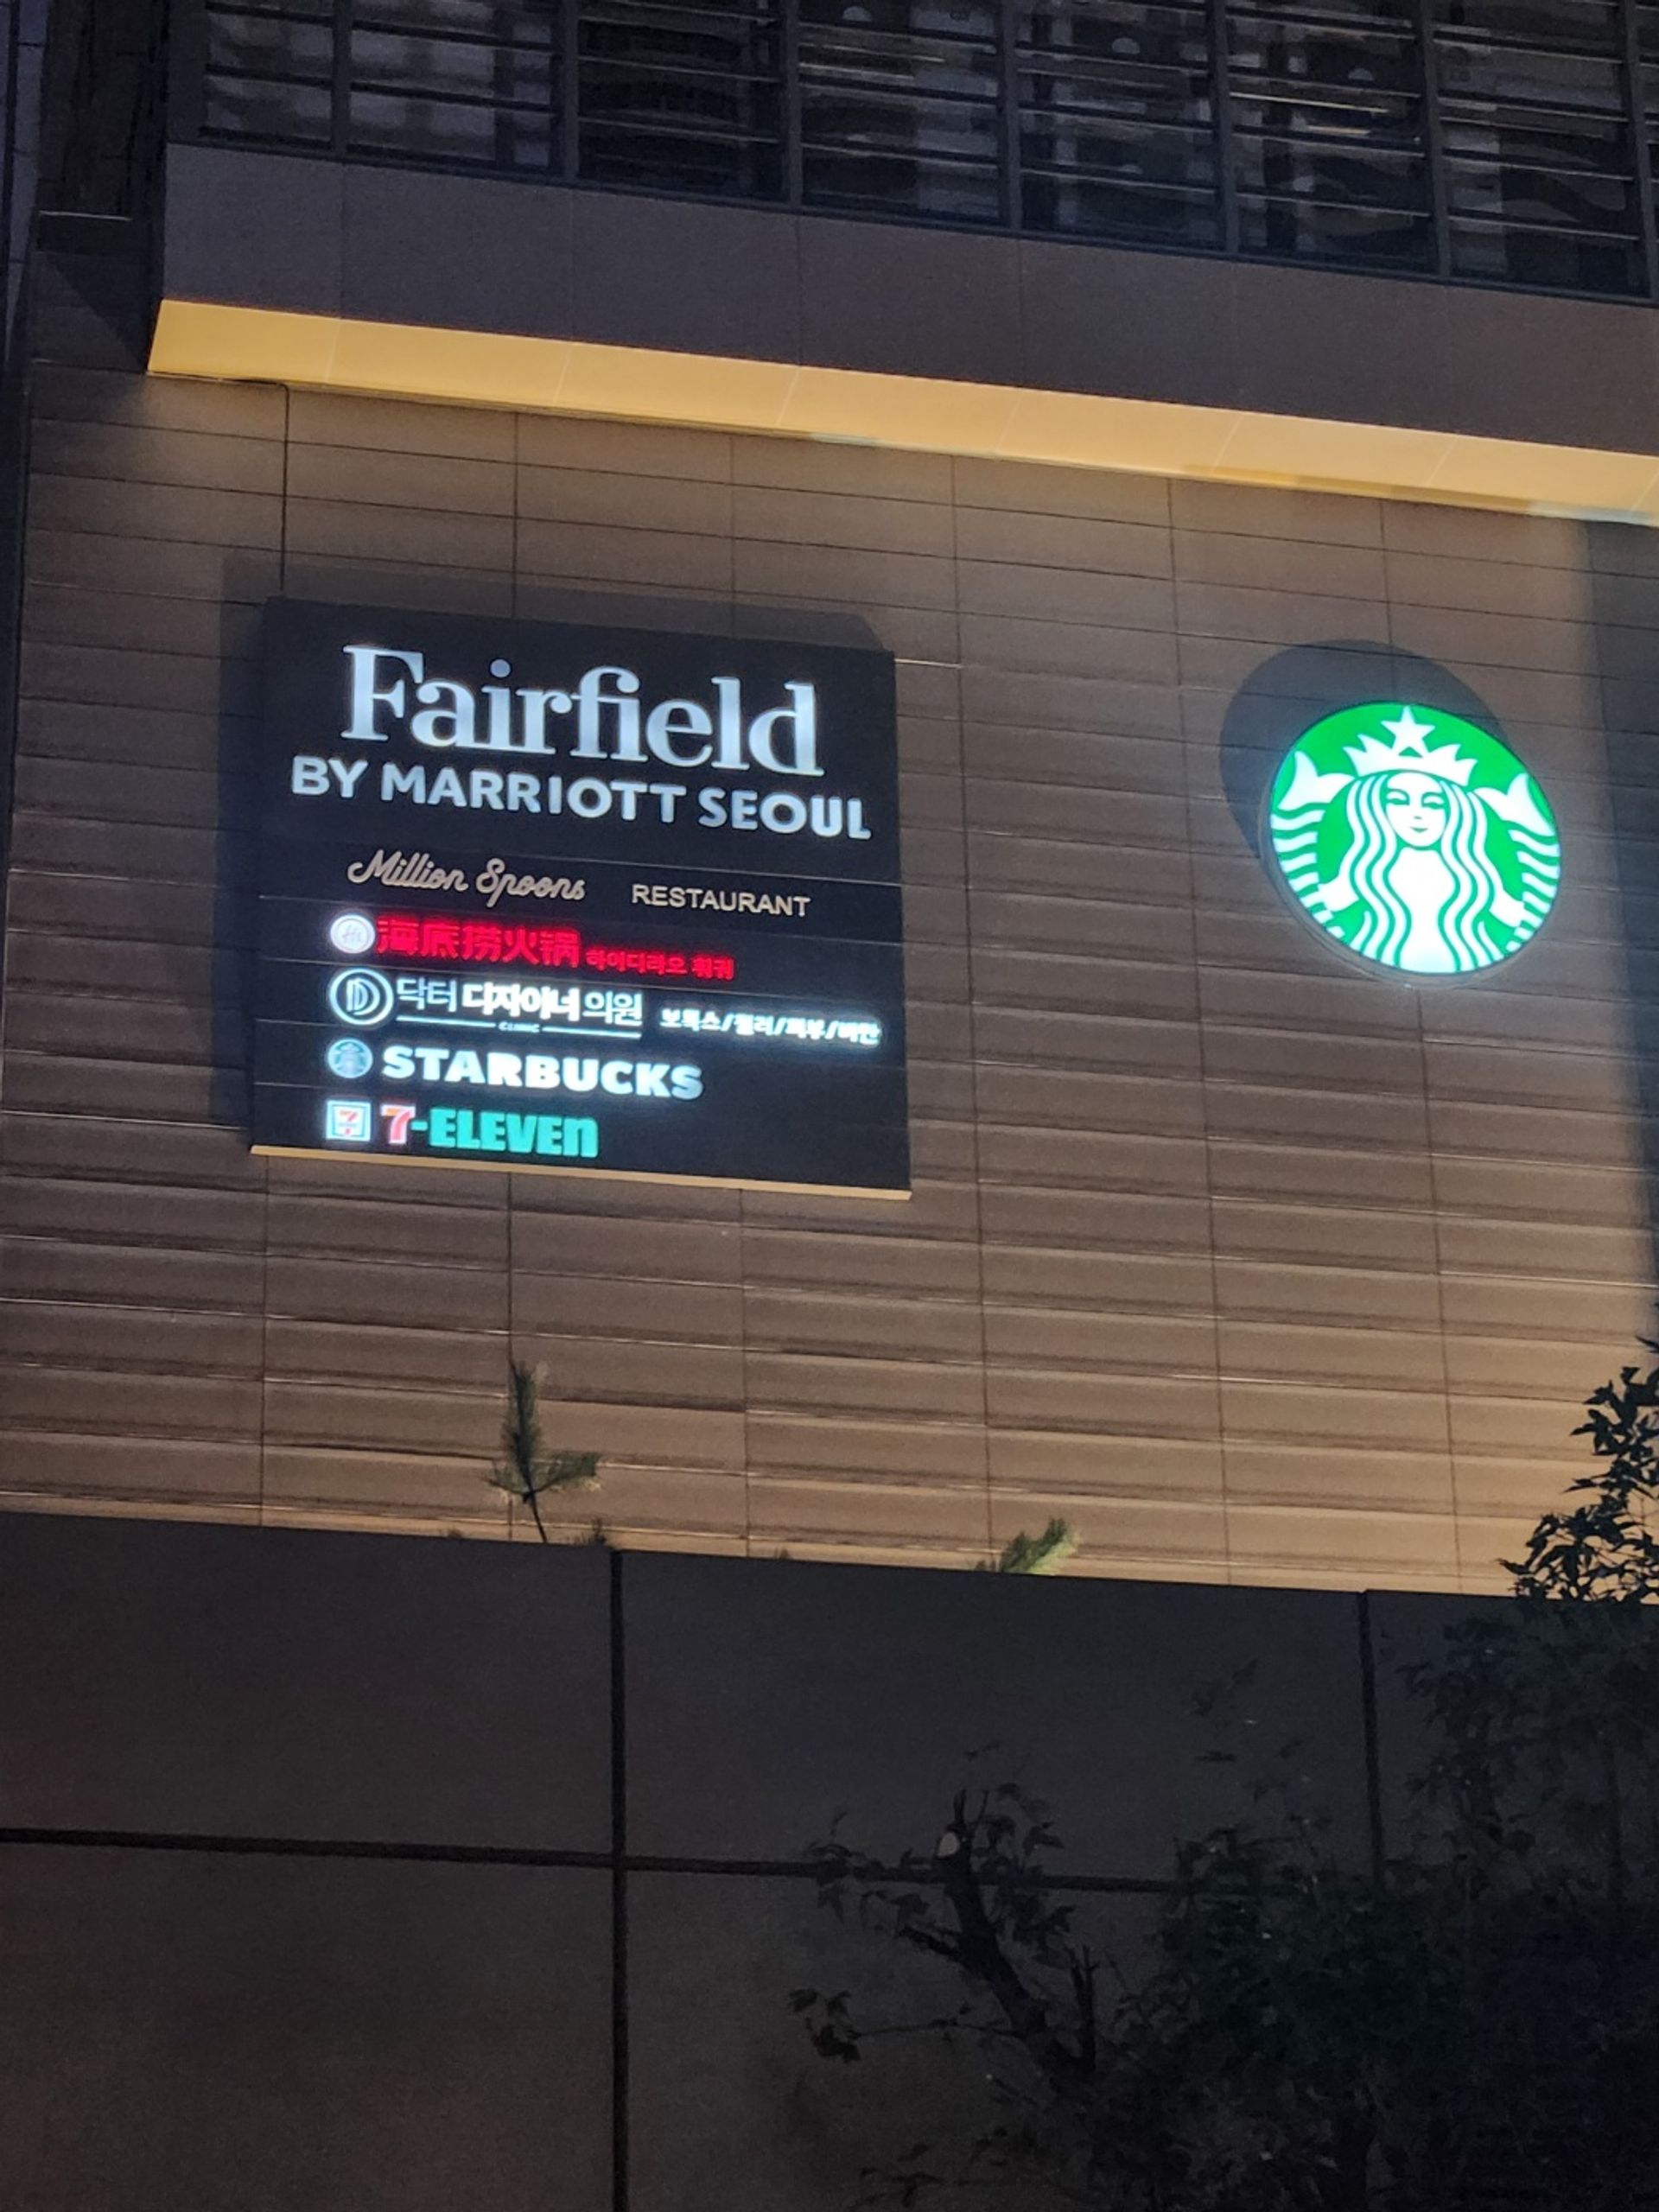 Fairfield
BY MARRIOTT SEOUL
Million Spoons RESTAURANT
海底捞火锅 하이디라오 훠궈
닥터 디자이너 의원 보톡스/필러/피부/비만
CLINIC
STARBUCKS
7-ELEVEn